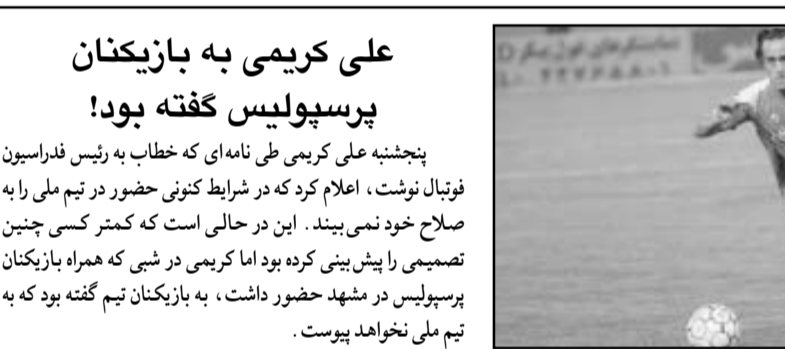 علی کریمی به بازیکنان
پرسپولیس گفته بود!
پنجشنبه علی کریمی طی نامه‌ای که خطاب به رئیس فدراسیون
فوتبال نوشت، اعلام کرد که در شرایط کنونی حضور در تیم ملی را به
صلاح خود نمی‌بیند. این در حالی است که کمتر کسی چنین
تصمیمی را پیش‌بینی کرده بود اما کریمی در شبی که همراه بازیکنان
پرسپولیس در مشهد حضور داشت، به بازیکنان تیم گفته بود که به
تیم ملی نخواهد پیوست.